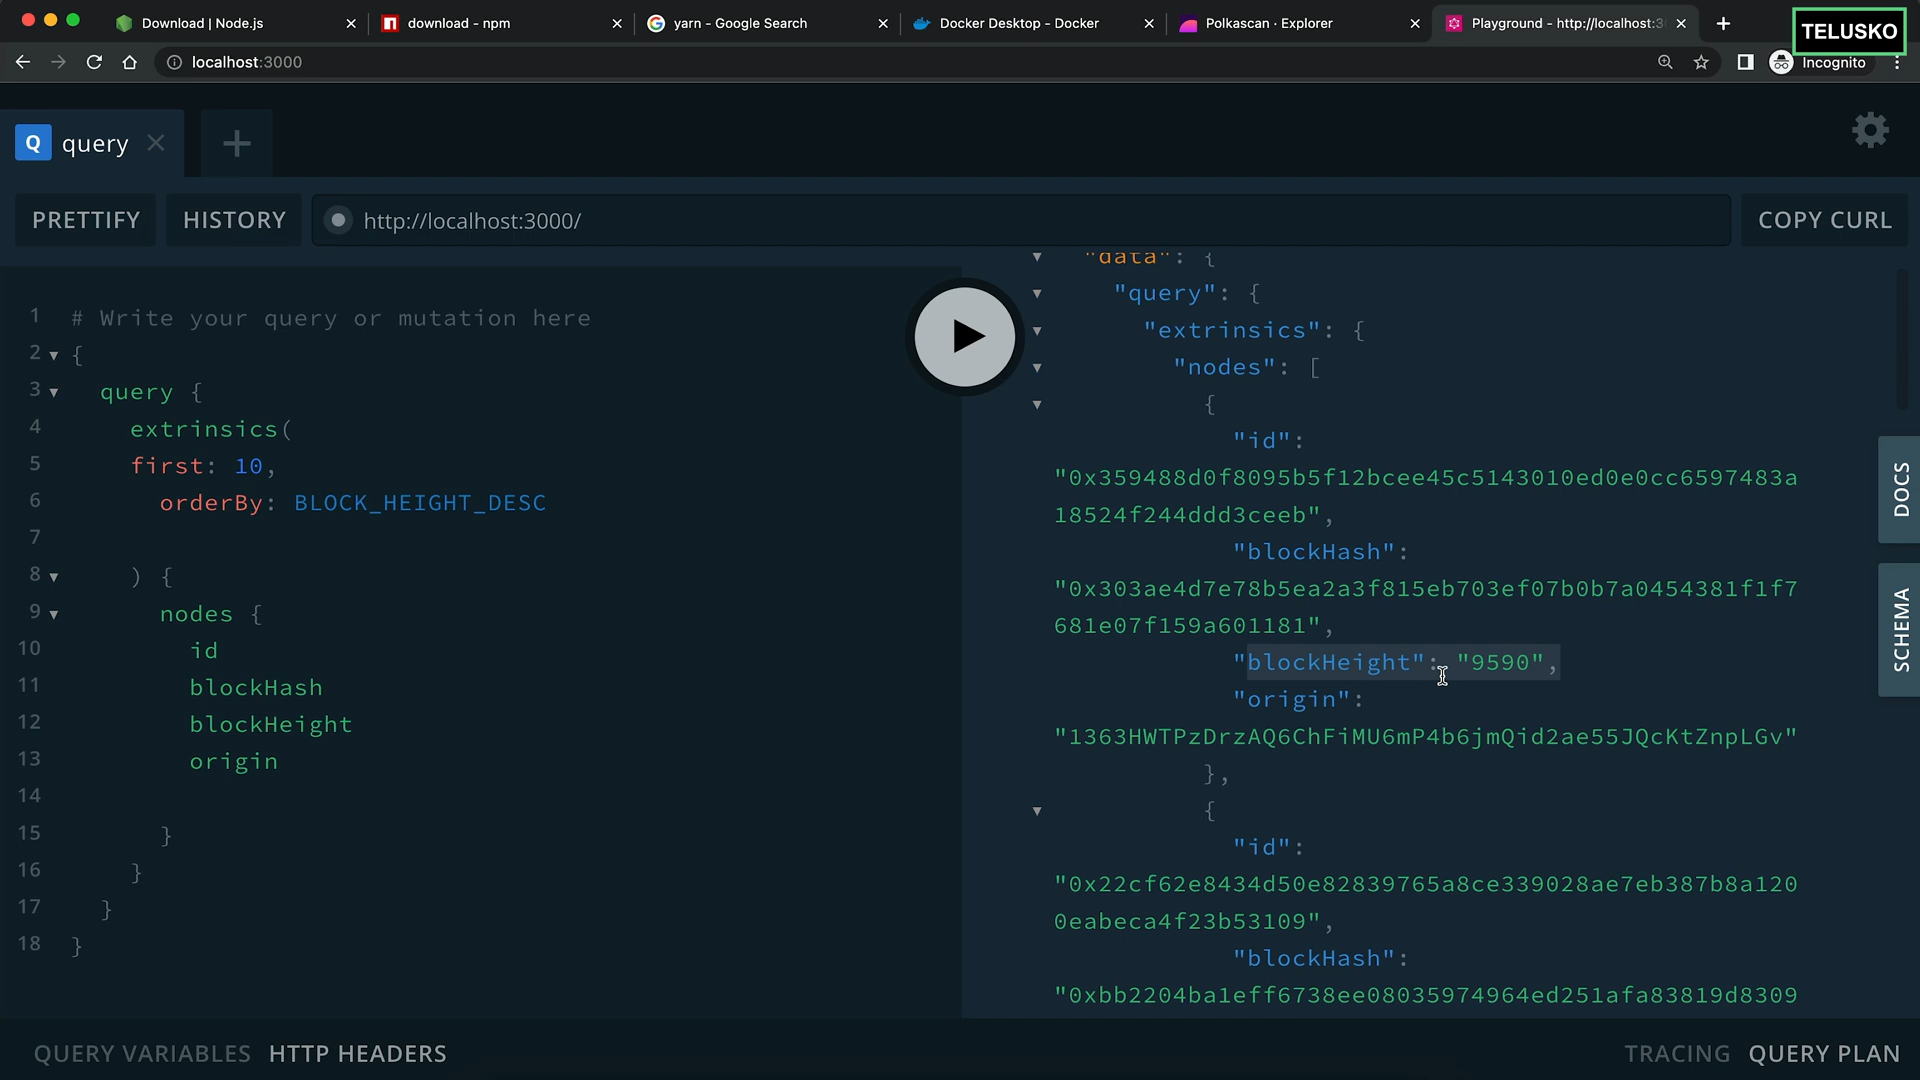 Download | Node.js
download - npm
yarn - Google Search
Docker Desktop - Docker
Polkascan · Explorer
Playground - http://localhost:3
TELUSKO
localhost:3000
Incognito
Q query
PRETTIFY
HISTORY
http://localhost:3000/
COPY CURL
1 # Write your query or mutation here
2 {
3 query {
4 extrinsics(
5 first: 10,
6 orderBy: BLOCK_HEIGHT_DESC
7
8 ) {
9 nodes {
10 id
11 blockHash
12 blockHeight
13 origin
14
15 }
16 }
17 }
18 }
"data": {
"query": {
"extrinsics": {
"nodes": [
{
"id":
"0x359488d0f8095b5f12bcee45c5143010ed0e0cc6597483a
18524f244ddd3ceeb",
"blockHash":
"0x303ae4d7e78b5ea2a3f815eb703ef07b0b7a0454381f1f7
681e07f159a601181",
"blockHeight": "9590",
"origin":
"1363HWTPzDrzAQ6ChFiMU6mP4b6jmQid2ae55JQcKtZnpLGv"
},
{
"id":
"0x22cf62e8434d50e82839765a8ce339028ae7eb387b8a120
0eabeca4f23b53109",
"blockHash":
"0xbb2204ba1eff6738ee08035974964ed251afa83819d8309
DOCS
SCHEMA
QUERY VARIABLES
HTTP HEADERS
TRACING
QUERY PLAN